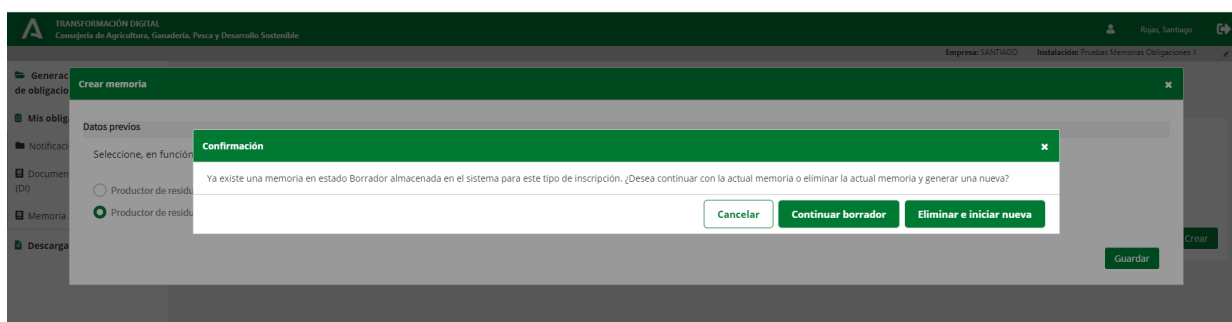 TRANSFORMACIÓN DIGITAL
Consejería de Agricultura, Ganadería, Pesca y Desarrollo Sostenible
Rojas, Santiago
Empresa: SANTIAGO Instalación: Pruebas Memorias Obligaciones 1
Generac
de obligacio
Crear memoria
Mis oblig
Datos previos
Notificaci
Seleccione, en función
Confirmación
Ya existe una memoria en estado Borrador almacenada en el sistema para este tipo de inscripción. ¿Desea continuar con la actual memoria o eliminar la actual memoria y generar una nueva?
Documen
(DI)
Productor de residu
Memoria
Productor de residu
Cancelar Continuar borrador Eliminar e iniciar nueva
Descarga
Crear
Guardar